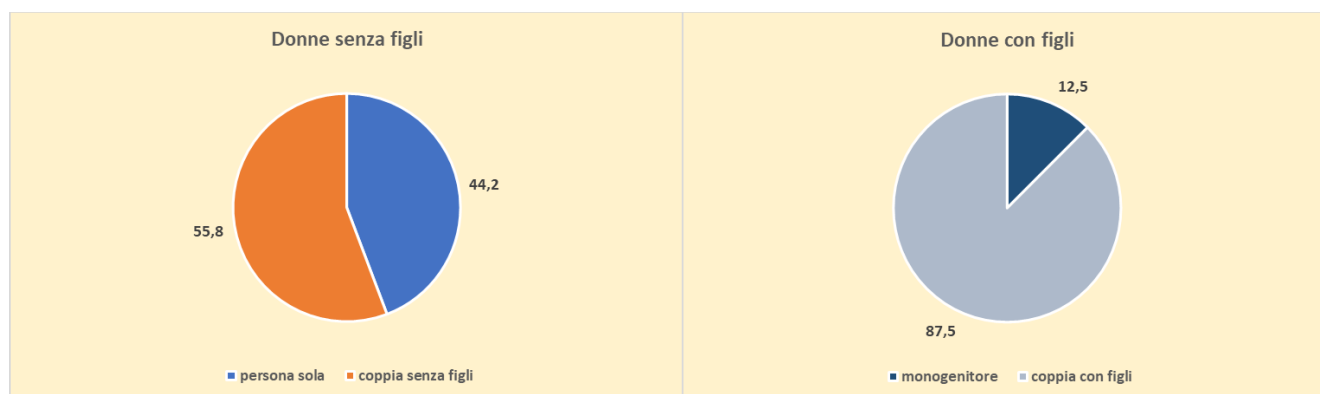 Donne senza figli
44,2
55,8
persona sola coppia senza figli
Donne con figli
12,5
87,5
monogenitore coppia con figli